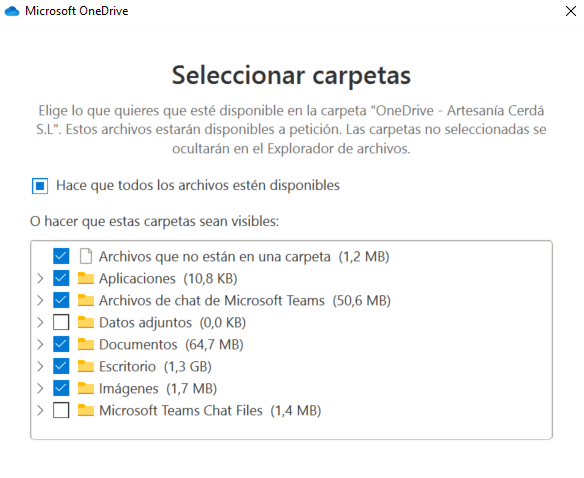 Microsoft OneDrive
Seleccionar carpetas
Elige lo que quieres que esté disponible en la carpeta "OneDrive - Artesanía Cerdá
S.L". Estos archivos estarán disponibles a petición. Las carpetas no seleccionadas se
ocultarán en el Explorador de archivos.
Hace que todos los archivos estén disponibles
O hacer que estas carpetas sean visibles:
Archivos que no están en una carpeta (1,2 MB)
Aplicaciones (10,8 KB)
Archivos de chat de Microsoft Teams (50,6 MB)
Datos adjuntos (0,0 KB)
Documentos (64,7 MB)
Escritorio (1,3 GB)
Imágenes (1,7 MB)
Microsoft Teams Chat Files (1,4 MB)